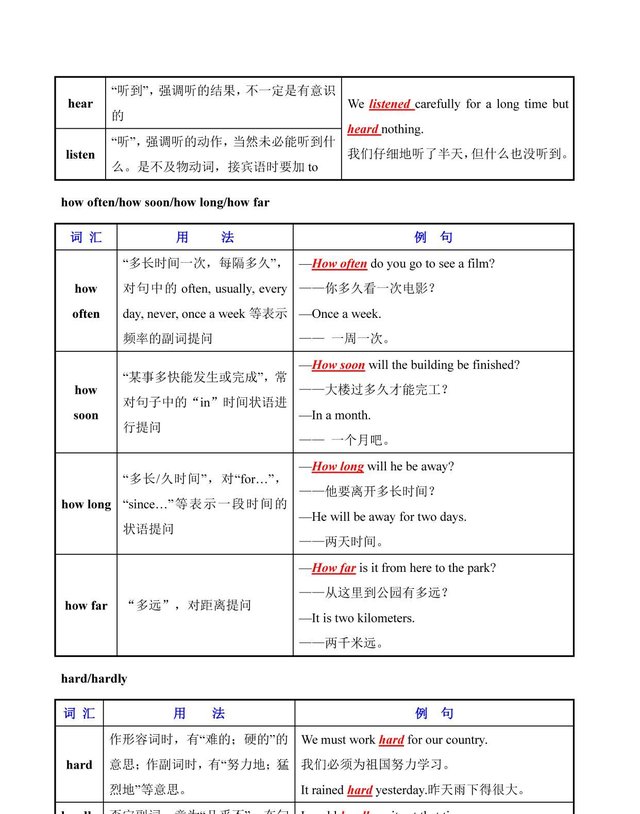 hear
“听到”，强调听的结果，不一定是有意识
的
listen
“听”，强调听的动作，当然未必能听到什
么。是不及物动词，接宾语时要加 to
We listened carefully for a long time but
heard nothing.
我们仔细地听了半天，但什么也没听到。
how often/how soon/how long/how far
词 汇
用 法
例 句
how
often
“多长时间一次，每隔多久”，
对句中的 often, usually, every
day, never, once a week 等表示
频率的副词提问
—How often do you go to see a film?
——你多久看一次电影？
—Once a week.
—— 一周一次。
how
soon
“某事多快能发生或完成”，常
对句子中的“in”时间状语进
行提问
—How soon will the building be finished?
——大楼过多久才能完工？
—In a month.
—— 一个月吧。
how long
“多长/久时间”，对“for…”，
“since…”等表示一段时间的
状语提问
—How long will he be away?
——他要离开多长时间？
—He will be away for two days.
——两天时间。
how far
“多远”，对距离提问
—How far is it from here to the park?
——从这里到公园有多远？
—It is two kilometers.
——两千米远。
hard/hardly
词 汇
用 法
例 句
hard
作形容词时，有“难的；硬的”的
意思；作副词时，有“努力地；猛
烈地”等意思。
We must work hard for our country.
我们必须为祖国努力学习。
It rained hard yesterday.昨天雨下得很大。